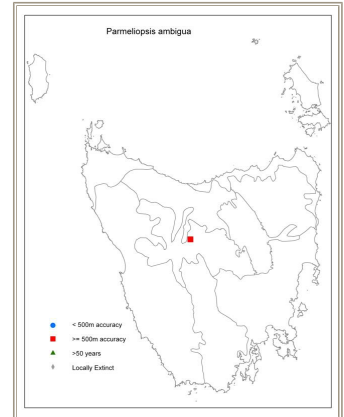 Parmeliopsis ambigua
< 500m accuracy
>= 500m accuracy
>50 years
Locally Extinct